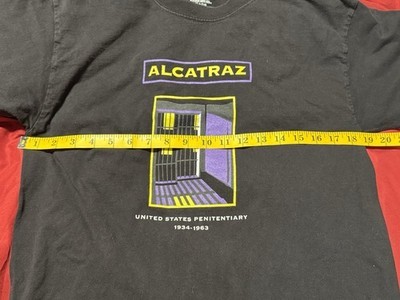 ALCATRAZ
1 2 3 4 5 6 7 8 9 10 11 12 13 14 15 16 17 18 19 20
UNITED STATES PENITENTIARY
1934-1963